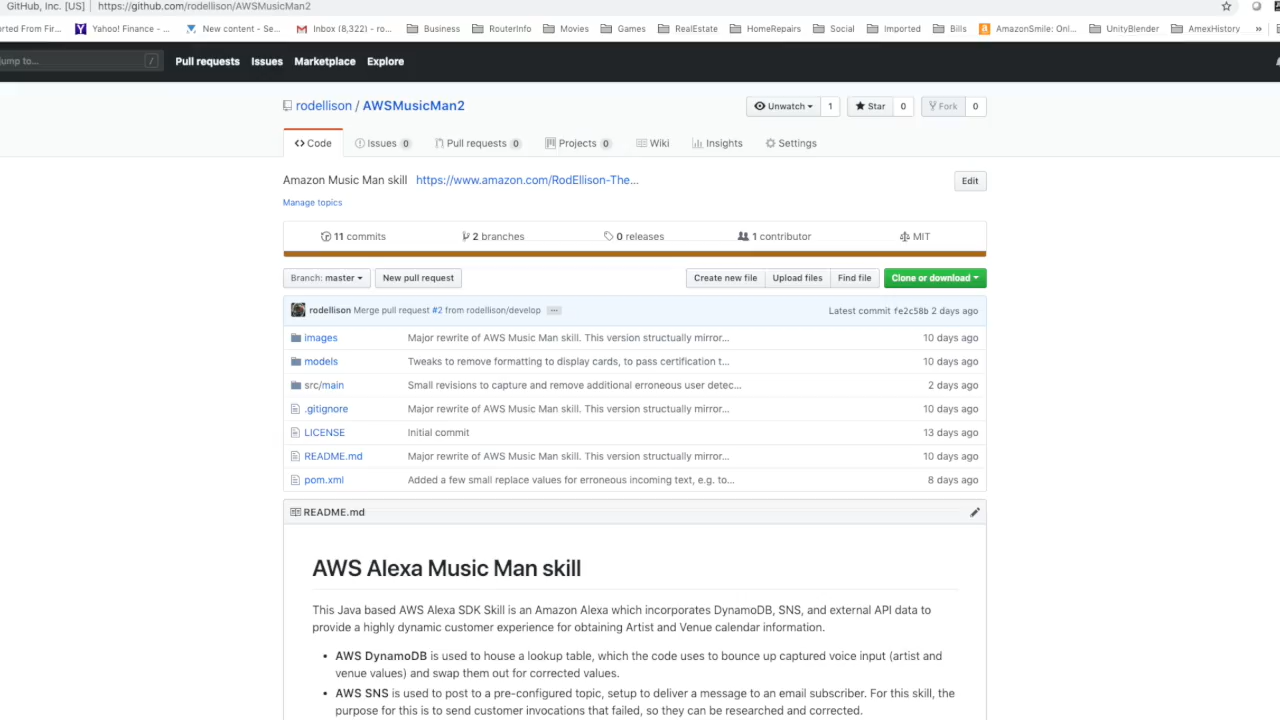 GitHub, Inc. [US] | https://github.com/rodellison/AWSMusicMan2
orted From Fir... Yahoo! Finance - ... New content - Se... Inbox (8,322) - ro... Business RouterInfo Movies Games RealEstate HomeRepairs Social Imported Bills AmazonSmile: Onl... UnityBlender AmexHistory »
ump to... / Pull requests Issues Marketplace Explore
rodellison / AWSMusicMan2 Unwatch 1 Star 0 Fork 0
Code Issues 0 Pull requests 0 Projects 0 Wiki Insights Settings
Amazon Music Man skill https://www.amazon.com/RodEllison-The... Edit
Manage topics
11 commits 2 branches 0 releases 1 contributor MIT
Branch: master New pull request Create new file Upload files Find file Clone or download
rodellison Merge pull request #2 from rodellison/develop ... Latest commit fe2c58b 2 days ago
images Major rewrite of AWS Music Man skill. This version structually mirror... 10 days ago
models Tweaks to remove formatting to display cards, to pass certification t... 10 days ago
src/main Small revisions to capture and remove additional erroneous user detec... 2 days ago
.gitignore Major rewrite of AWS Music Man skill. This version structually mirror... 10 days ago
LICENSE Initial commit 13 days ago
README.md Major rewrite of AWS Music Man skill. This version structually mirror... 10 days ago
pom.xml Added a few small replace values for erroneous incoming text, e.g. to... 8 days ago
README.md
AWS Alexa Music Man skill
This Java based AWS Alexa SDK Skill is an Amazon Alexa which incorporates DynamoDB, SNS, and external API data to
provide a highly dynamic customer experience for obtaining Artist and Venue calendar information.
• AWS DynamoDB is used to house a lookup table, which the code uses to bounce up captured voice input (artist and
venue values) and swap them out for corrected values.
• AWS SNS is used to post to a pre-configured topic, setup to deliver a message to an email subscriber. For this skill, the
purpose for this is to send customer invocations that failed, so they can be researched and corrected.